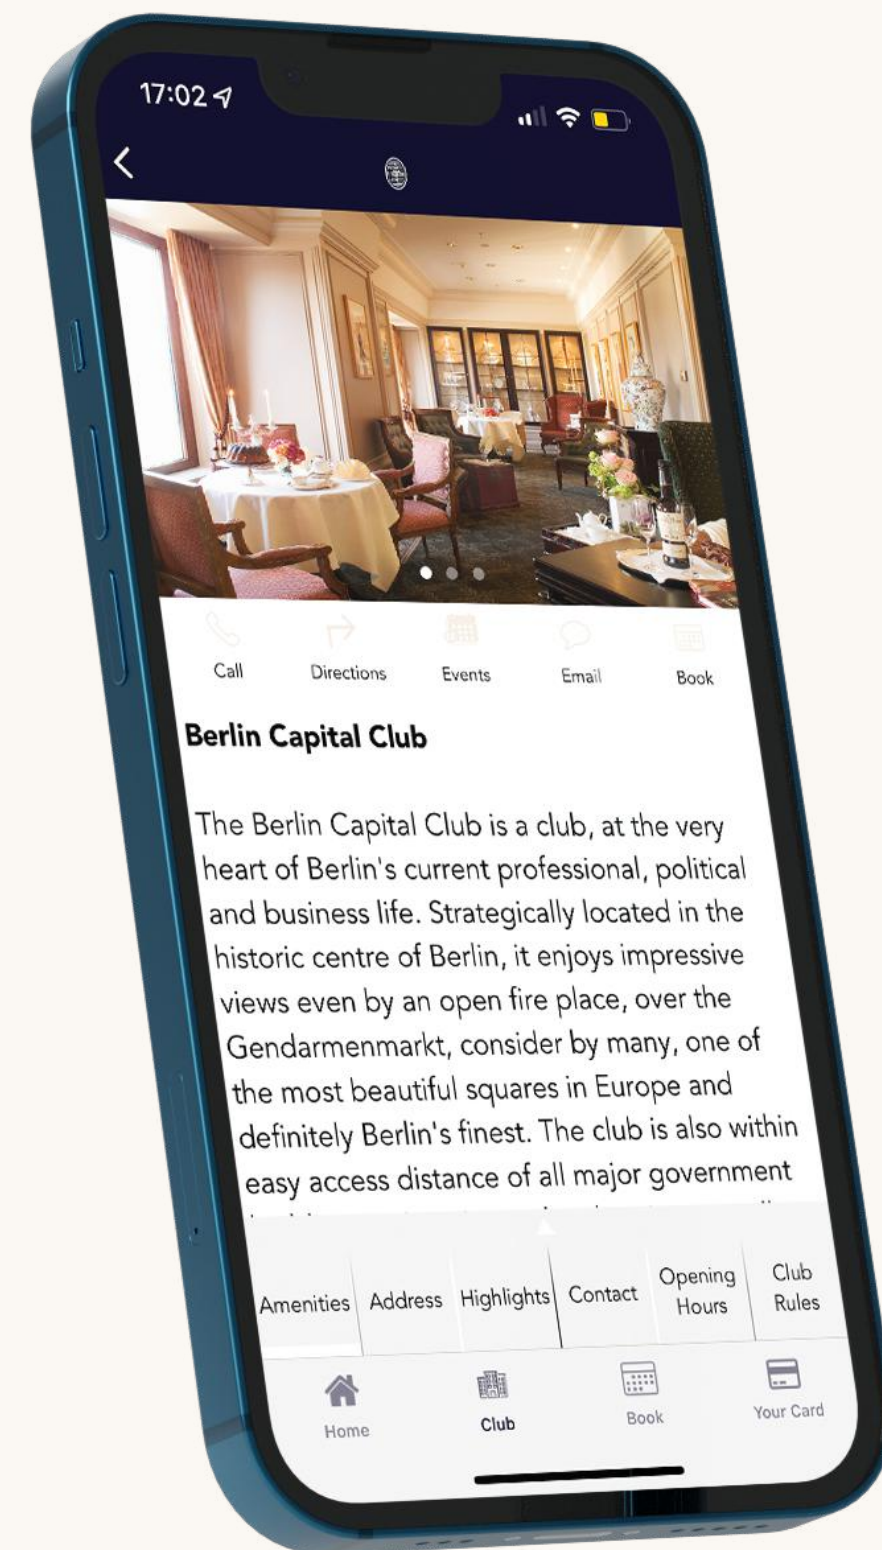 17:02
Call Directions Events Email Book
Berlin Capital Club
The Berlin Capital Club is a club, at the very
heart of Berlin's current professional, political
and business life. Strategically located in the
historic centre of Berlin, it enjoys impressive
views even by an open fire place, over the
Gendarmenmarkt, consider by many, one of
the most beautiful squares in Europe and
definitely Berlin's finest. The club is also within
easy access distance of all major government
Amenities Address Highlights Contact Opening Hours Club Rules
Home Club Book Your Card